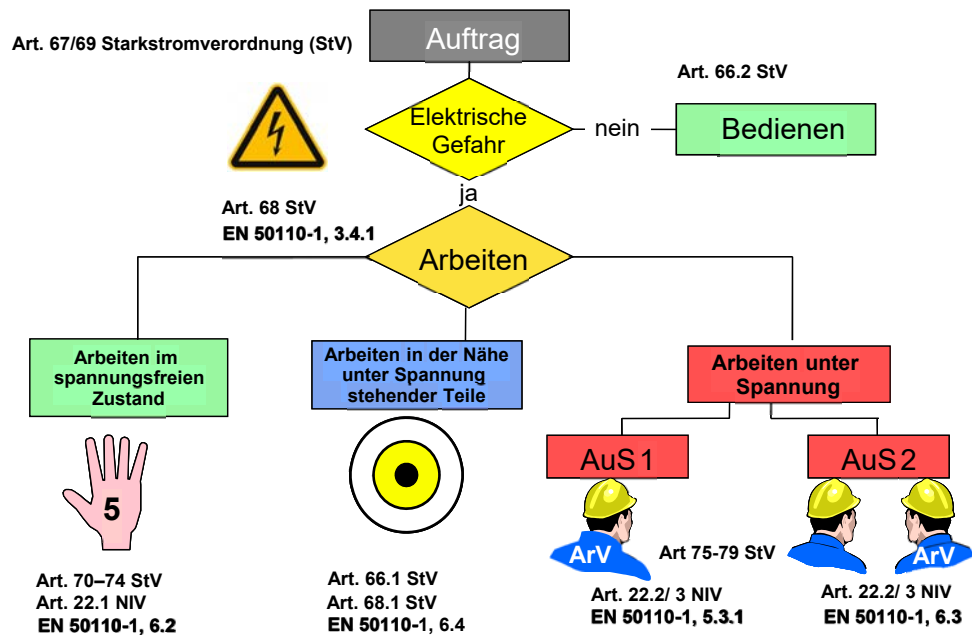 Art. 67/69 Starkstromverordnung (StV)
Auftrag
Art. 66.2 StV
Elektrische
Gefahr
nein
Bedienen
ja
Art. 68 StV
EN 50110-1, 3.4.1
Arbeiten
Arbeiten im
spannungsfreien
Zustand
Arbeiten in der Nähe
unter Spannung
stehender Teile
Arbeiten unter
Spannung
AuS 1
AuS 2
5
ArV
Art 75-79 StV
ArV
Art. 70–74 StV
Art. 22.1 NIV
EN 50110-1, 6.2
Art. 66.1 StV
Art. 68.1 StV
EN 50110-1, 6.4
Art. 22.2/ 3 NIV
EN 50110-1, 5.3.1
Art. 22.2/ 3 NIV
EN 50110-1, 6.3